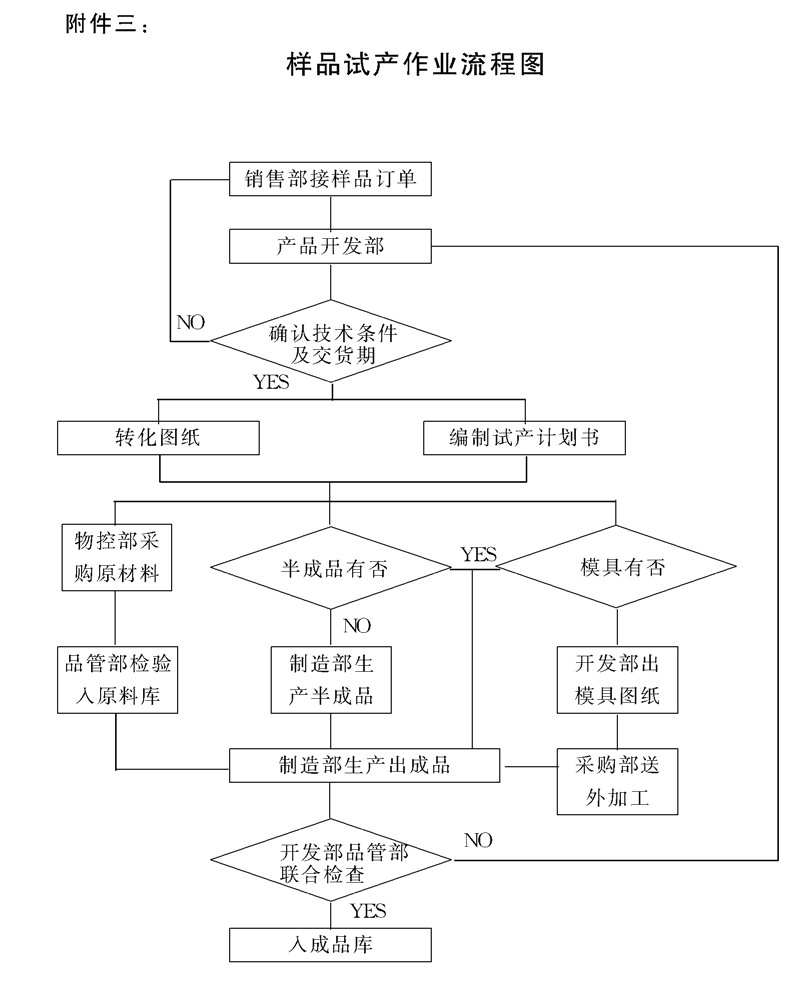 附件三：
样品试产作业流程图
销售部接样品订单
产品开发部
NO
确认技术条件
及交货期
YES
转化图纸
编制试产计划书
物控部采
购原材料
半成品有否
YES
模具有否
NO
品管部检验
入原料库
制造部生
产半成品
开发部出
模具图纸
制造部生产出成品
采购部送
外加工
开发部品管部
联合检查
NO
YES
入成品库